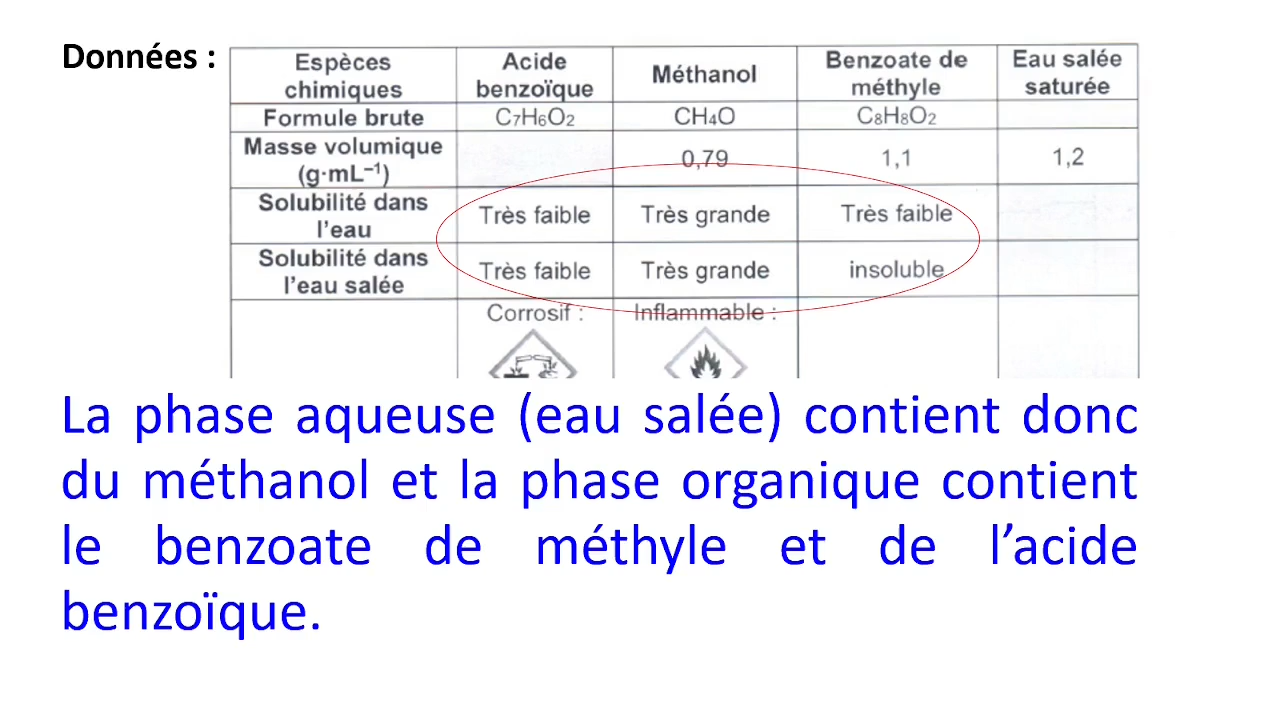 Données :
Espèces chimiques | Acide benzoïque | Méthanol | Benzoate de méthyle | Eau salée saturée
Formule brute | C₇H₆O₂ | CH₄O | C₈H₈O₂
Masse volumique (g·mL⁻¹) | 0,79 | 1,1 | 1,2
Solubilité dans l'eau | Très faible | Très grande | Très faible
Solubilité dans l'eau salée | Très faible | Très grande | insoluble
Corrosif : | Inflammable :
La phase aqueuse (eau salée) contient donc
du méthanol et la phase organique contient
le benzoate de méthyle et de l’acide
benzoïque.